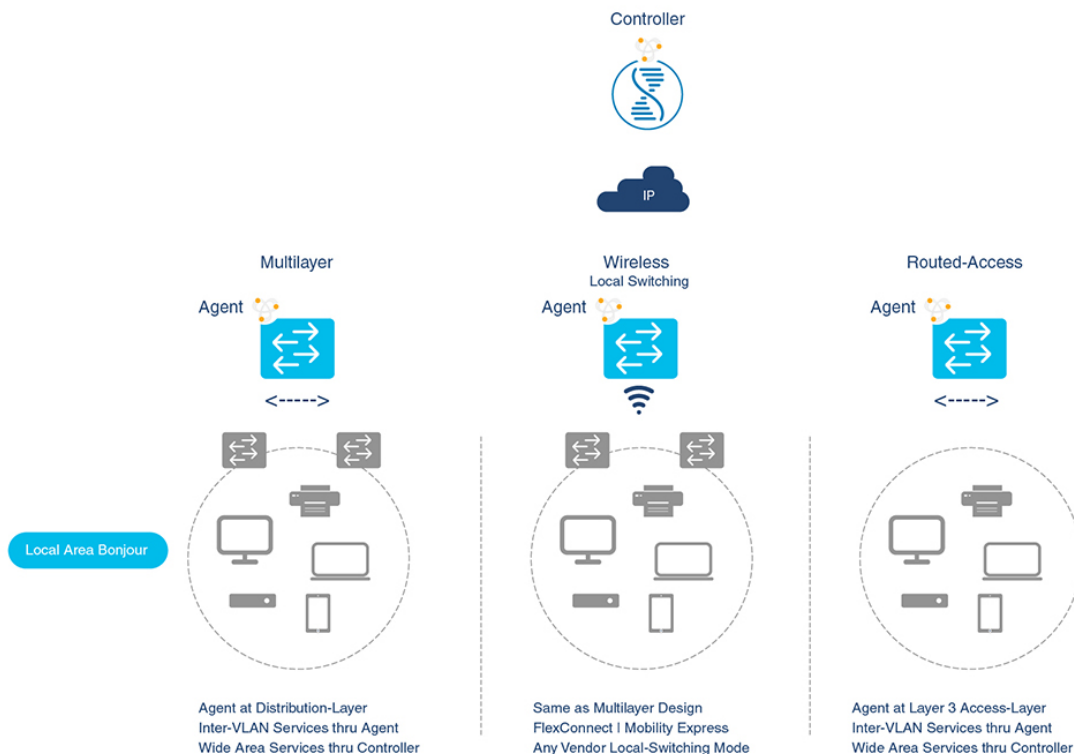 Controller
IP
Multilayer
Wireless
Local Switching
Routed-Access
Agent
Agent
Agent
<----->
<----->
Local Area Bonjour
Agent at Distribution-Layer
Inter-VLAN Services thru Agent
Wide Area Services thru Controller
Same as Multilayer Design
FlexConnect | Mobility Express
Any Vendor Local-Switching Mode
Agent at Layer 3 Access-Layer
Inter-VLAN Services thru Agent
Wide Area Services thru Controller